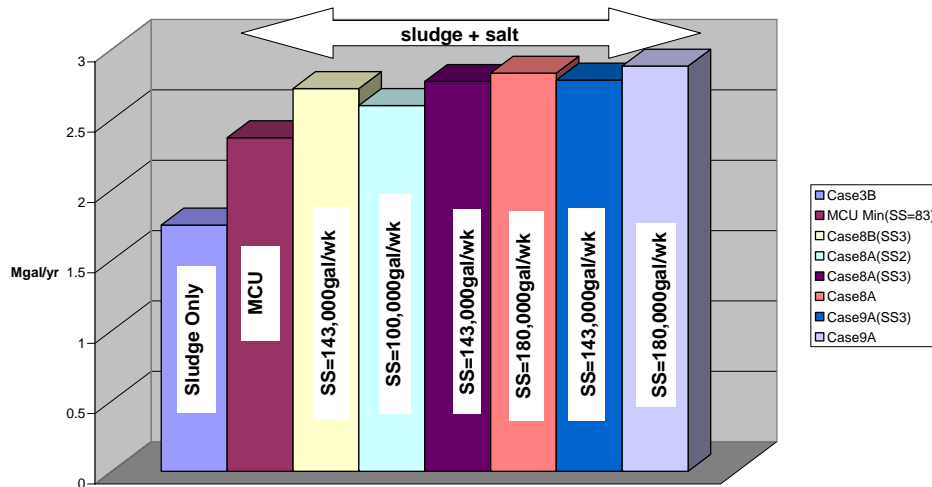 sludge + salt
3
2.5
2
1.5
1
0.5
0
Mgal/yr
Sludge Only
MCU
SS=143,000gal/wk
SS=100,000gal/wk
SS=143,000gal/wk
SS=180,000gal/wk
SS=143,000gal/wk
SS=180,000gal/wk
Case3B
MCU Min(SS=83)
Case8B(SS3)
Case8A(SS2)
Case8A(SS3)
Case8A
Case9A(SS3)
Case9A